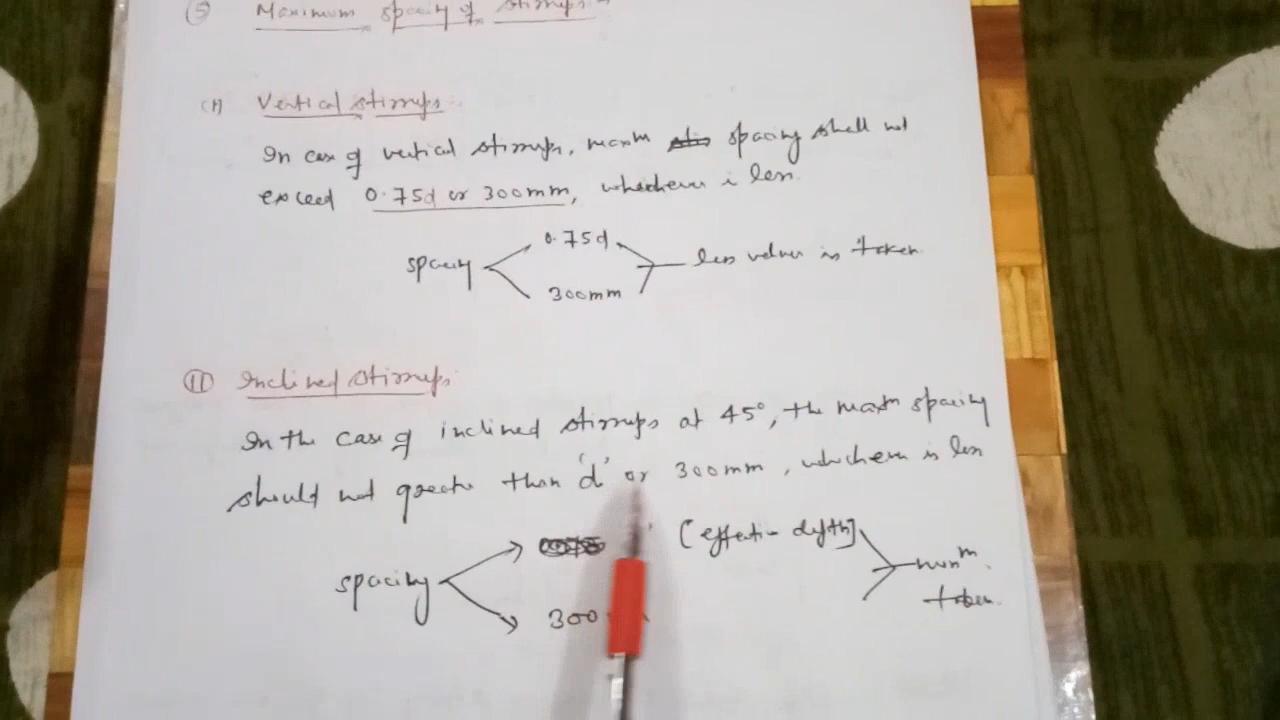 (5) Maximum spacing of stirrups
(I) Vertical stirrups
In case of vertical stirrups, maxm spacing shall not
exceed 0.75d or 300mm, whichever is less.
0.75d
spacing less value is taken
300mm
(II) Inclined stirrups
In the case of inclined stirrups at 45°, the maxm spacing
should not greater than 'd' or 300mm, whichever is less
[effective depth]
spacing minm
300 taken.